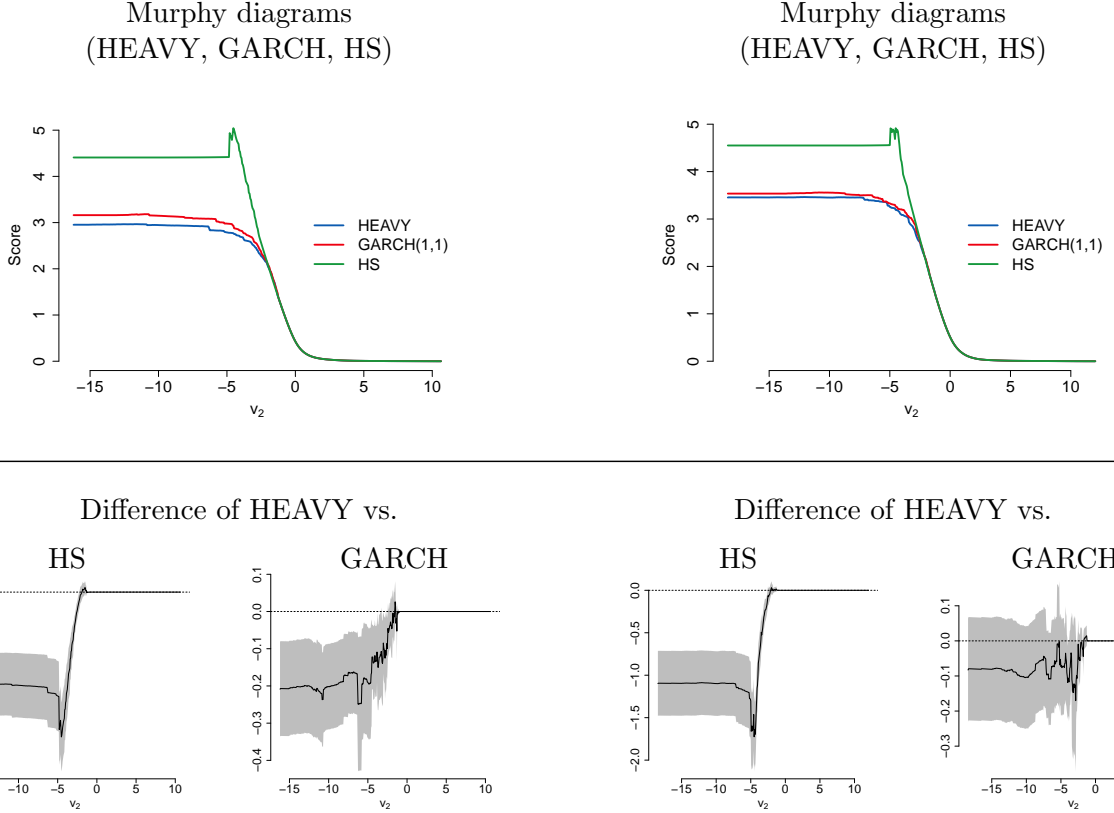 Murphy diagrams
(HEAVY, GARCH, HS)
5
4
3
2
1
0
Score
HEAVY
GARCH(1,1)
HS
−15
−10
−5
0
5
10
v2
Murphy diagrams
(HEAVY, GARCH, HS)
5
4
3
2
1
0
Score
HEAVY
GARCH(1,1)
HS
−15
−10
−5
0
5
10
v2
Difference of HEAVY vs.
HS
−10
−5
0
5
10
v2
GARCH
0.1
0.0
−0.1
−0.2
−0.3
−0.4
−15
−10
−5
0
5
10
v2
Difference of HEAVY vs.
HS
0.0
−0.5
−1.0
−1.5
−2.0
−15
−10
−5
0
5
10
v2
GARCH
0.1
0.0
−0.1
−0.2
−0.3
−15
−10
−5
0
v2